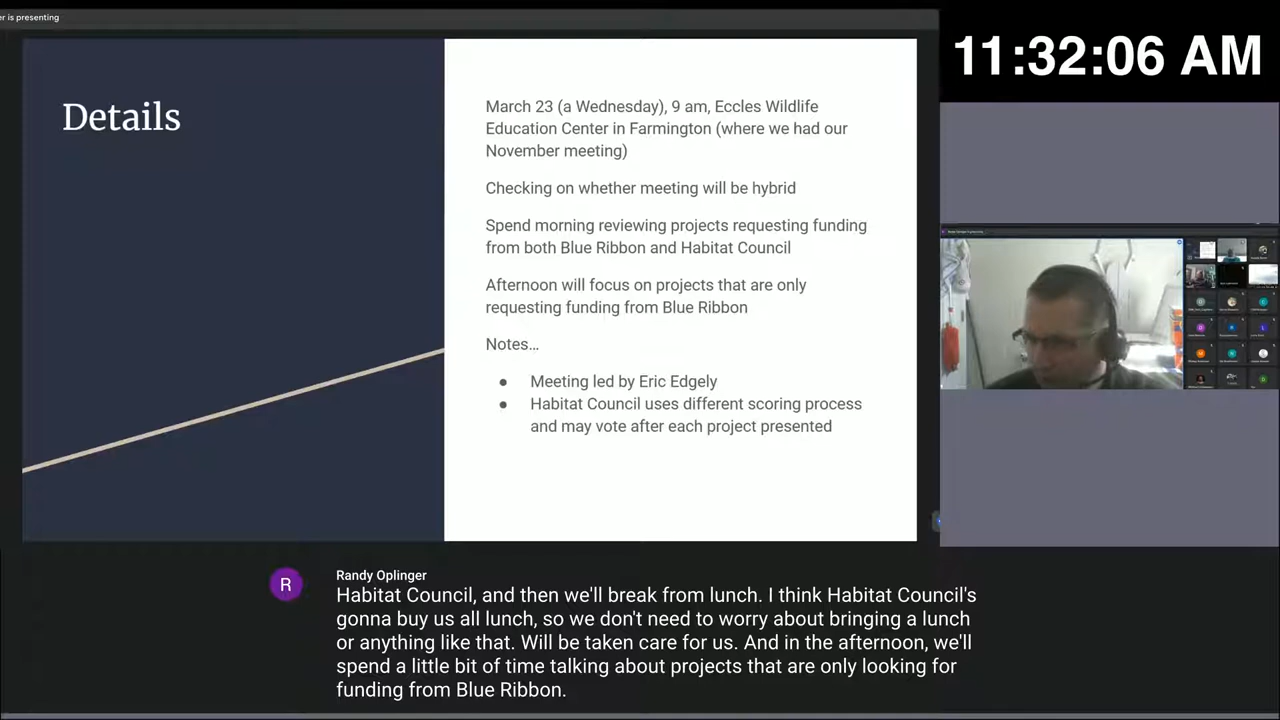 er is presenting
11:32:06 AM
Details
March 23 (a Wednesday), 9 am, Eccles Wildlife
Education Center in Farmington (where we had our
November meeting)
Checking on whether meeting will be hybrid
Spend morning reviewing projects requesting funding
from both Blue Ribbon and Habitat Council
Afternoon will focus on projects that are only
requesting funding from Blue Ribbon
Notes…
● Meeting led by Eric Edgely
● Habitat Council uses different scoring process
and may vote after each project presented
R
Randy Oplinger
Habitat Council, and then we'll break from lunch. I think Habitat Council's
gonna buy us all lunch, so we don't need to worry about bringing a lunch
or anything like that. Will be taken care for us. And in the afternoon, we'll
spend a little bit of time talking about projects that are only looking for
funding from Blue Ribbon.